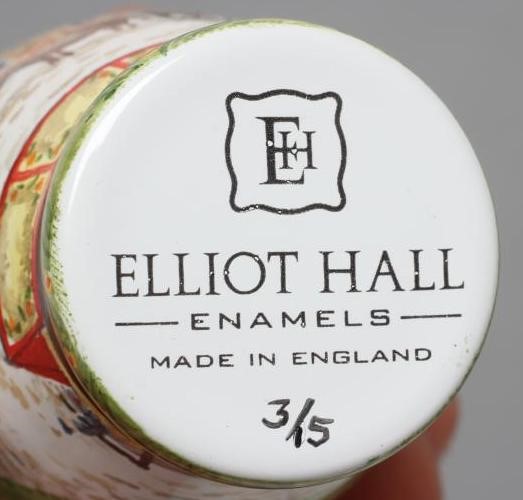 EH
ELLIOT HALL
ENAMELS
MADE IN ENGLAND
3/15